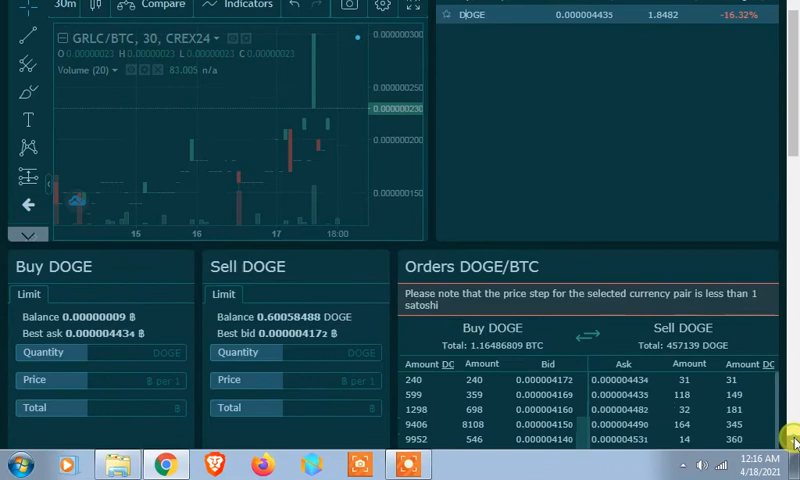 30m Compare Indicators
GRLC/BTC, 30, CREX24
O 0.00000023 H 0.00000023 L 0.00000023 C 0.00000023
Volume (20) 83.005 n/a
0.000000300
0.000000230
0.000000200
0.000000150
15 16 17 18:00
DOGE 0.000004435 1.8482 -16.32%
Buy DOGE
Limit
Balance 0.00000009 ฿
Best ask 0.000004434 ฿
Quantity DOGE
Price ฿ per 1
Total ฿
Sell DOGE
Limit
Balance 0.60058488 DOGE
Best bid 0.000004172 ฿
Quantity DOGE
Price ฿ per 1
Total ฿
Orders DOGE/BTC
Please note that the price step for the selected currency pair is less than 1
satoshi
Buy DOGE Sell DOGE
Total: 1.16486809 BTC Total: 457139 DOGE
Amount DC Amount Bid Ask Amount Amount DC
240 240 0.000004172 0.000004434 31 31
599 359 0.000004169 0.000004434 118 149
1298 698 0.000004160 0.000004482 32 181
9406 8108 0.000004150 0.000004490 164 345
9952 546 0.000004140 0.000004531 14 360
12:16 AM
4/18/2021